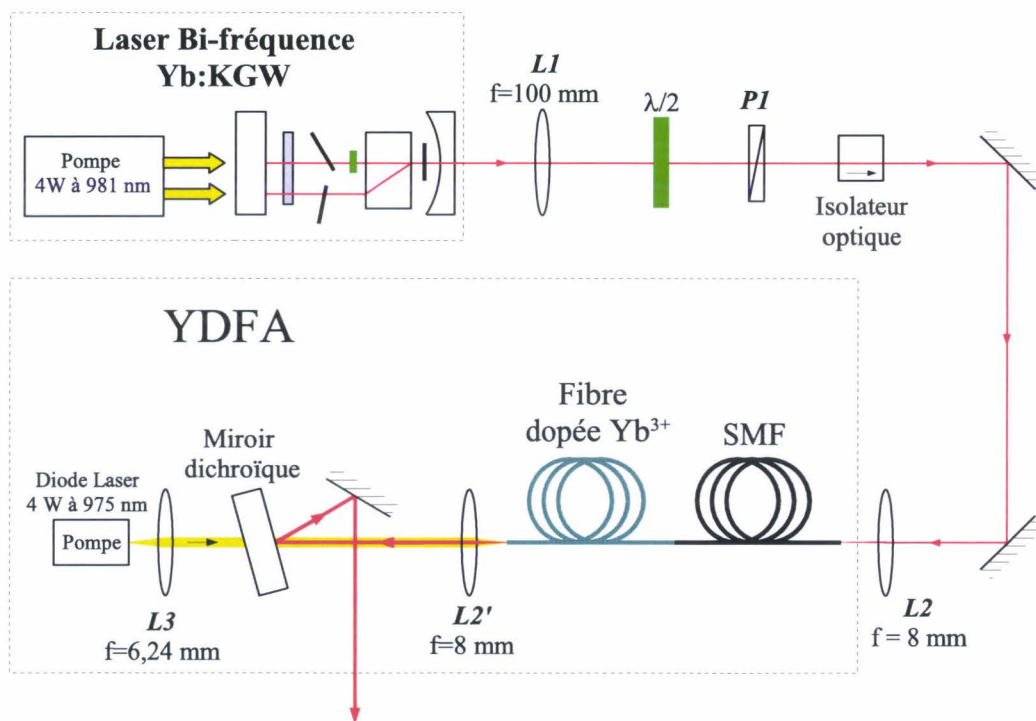 Laser Bi-fréquence
Yb:KGW
Pompe
4W à 981 nm
L1
f=100 mm
λ/2
P1
Isolateur
optique
YDFA
Fibre
dopée Yb³⁺
SMF
Miroir
dichroïque
Diode Laser
4 W à 975 nm
Pompe
L3
f=6,24 mm
L2'
f=8 mm
L2
f = 8 mm